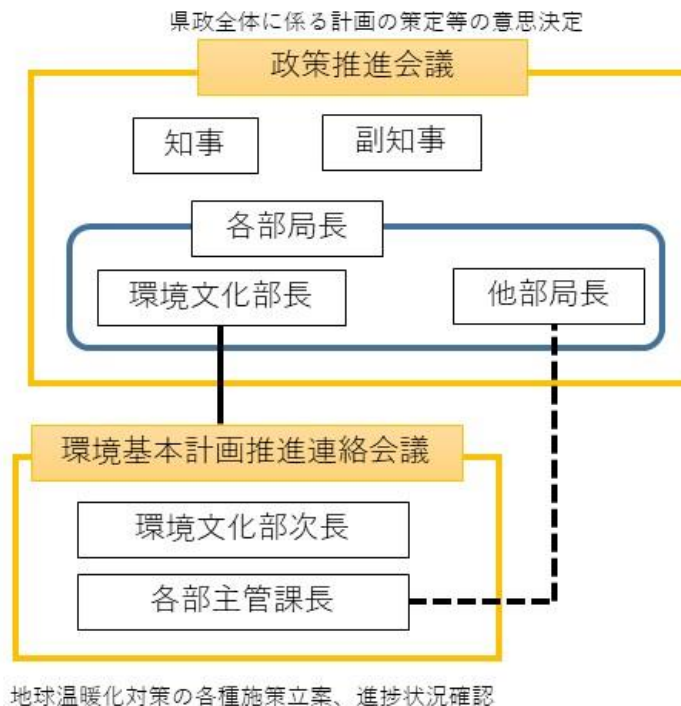 県政全体に係る計画の策定等の意思決定
政策推進会議
知事
副知事
各部局長
環境文化部長
他部局長
環境基本計画推進連絡会議
環境文化部次長
各部主管課長
地球温暖化対策の各種施策立案、進捗状況確認